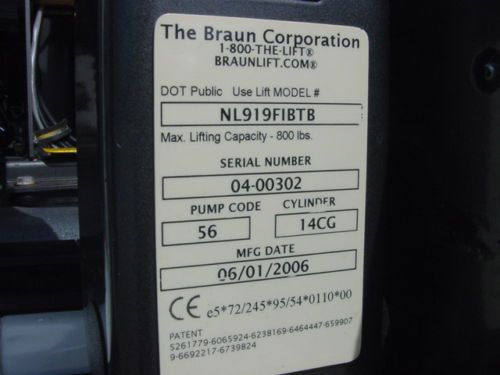 The Braun Corporation
1-800-THE-LIFT®
BRAUNLIFT.COM®
DOT Public Use Lift MODEL #
NL919FIBTB
Max. Lifting Capacity - 800 lbs.
SERIAL NUMBER
04-00302
PUMP CODE CYLINDER
56 14CG
MFG DATE
06/01/2006
CE e5*72/245*95/54*0110*00
PATENT
5261779-6065924-6238169-6464447-659907
9-6692217-6739824